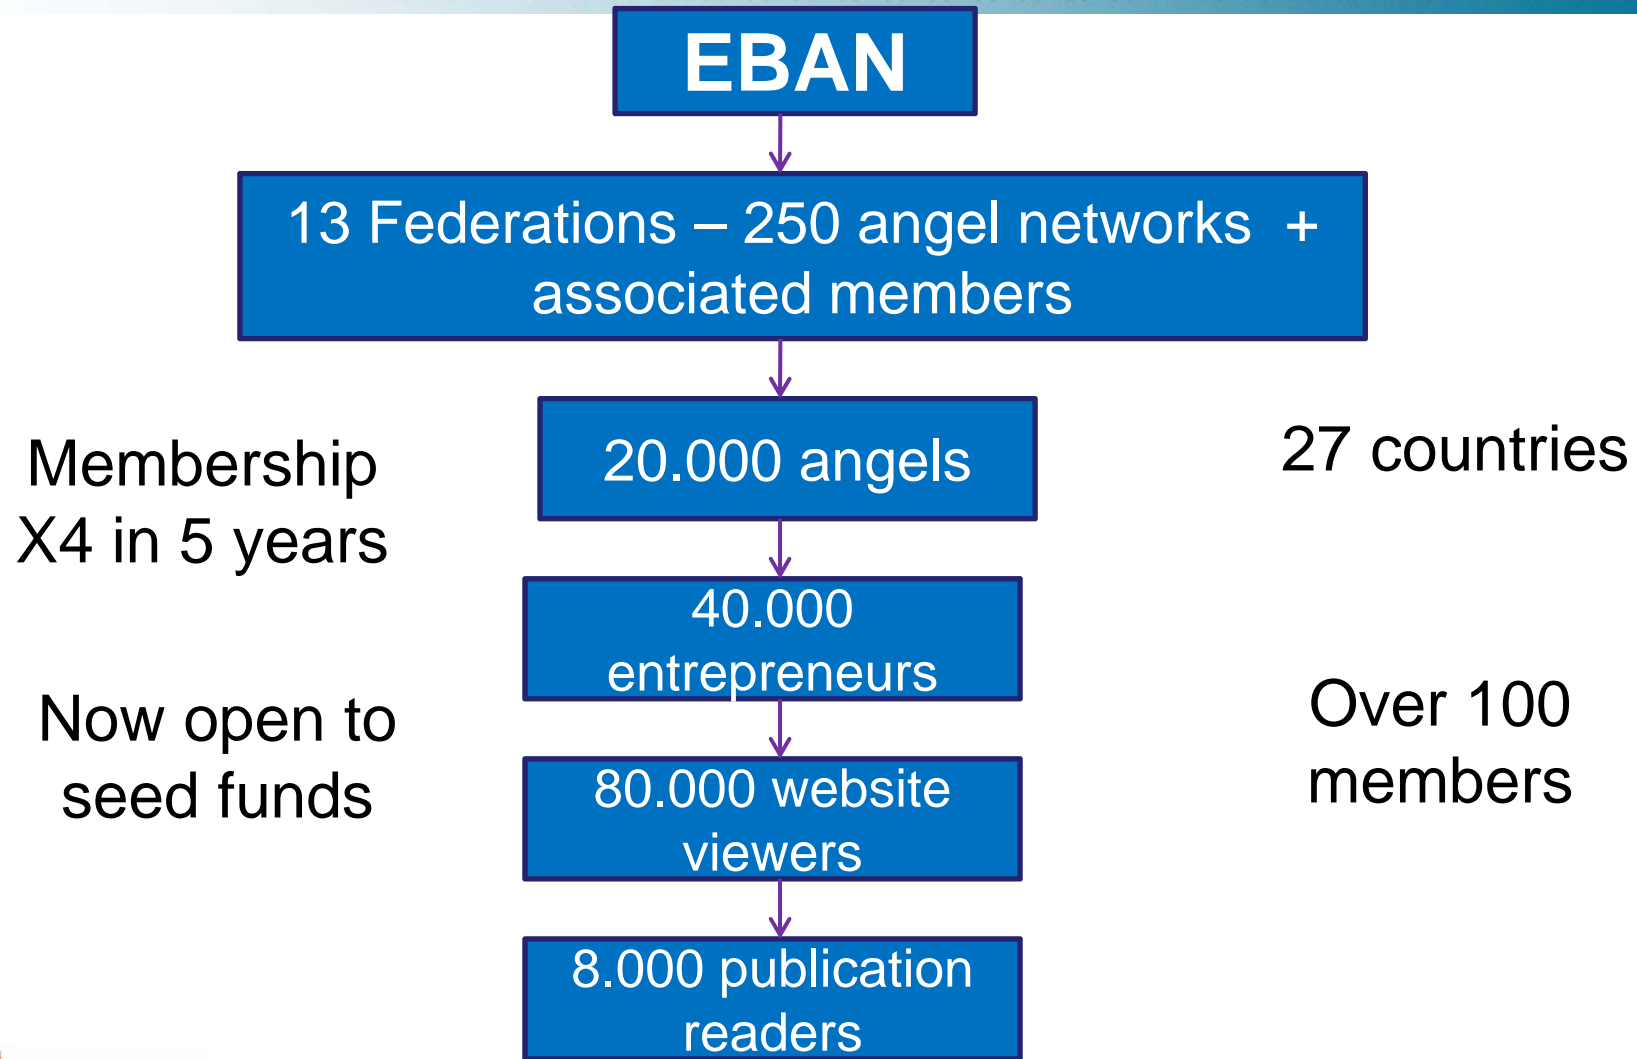 EBAN
13 Federations – 250 angel networks +
associated members
20.000 angels
Membership
X4 in 5 years
27 countries
40.000
entrepreneurs
Now open to
seed funds
Over 100
members
80.000 website
viewers
8.000 publication
readers